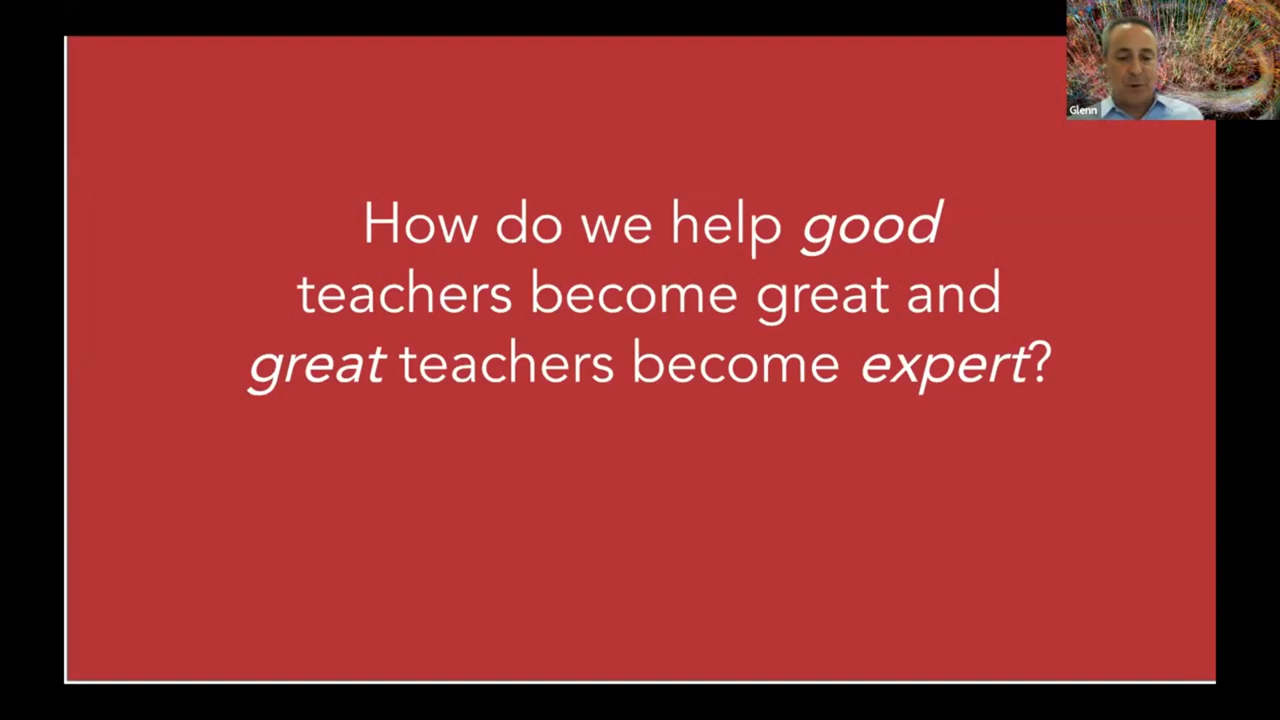 Glenn
How do we help good
teachers become great and
great teachers become expert?